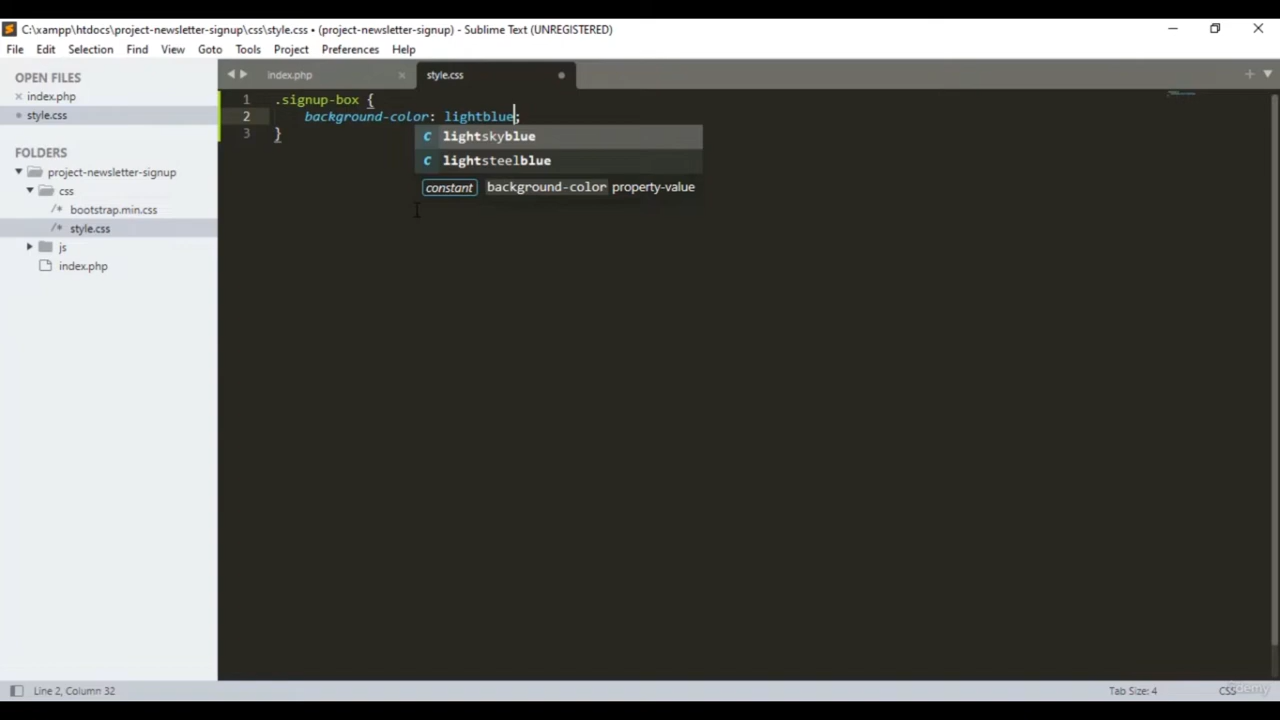 C:\xampp\htdocs\project-newsletter-signup\css\style.css • (project-newsletter-signup) - Sublime Text (UNREGISTERED)
File Edit Selection Find View Goto Tools Project Preferences Help
OPEN FILES
index.php
style.css
FOLDERS
project-newsletter-signup
css
/* bootstrap.min.css
/* style.css
js
index.php
index.php
style.css
1 .signup-box {
2 background-color: lightblue;
3 }
C lightskyblue
C lightsteelblue
constant background-color property-value
Line 2, Column 32
Tab Size: 4
CSS
Udemy